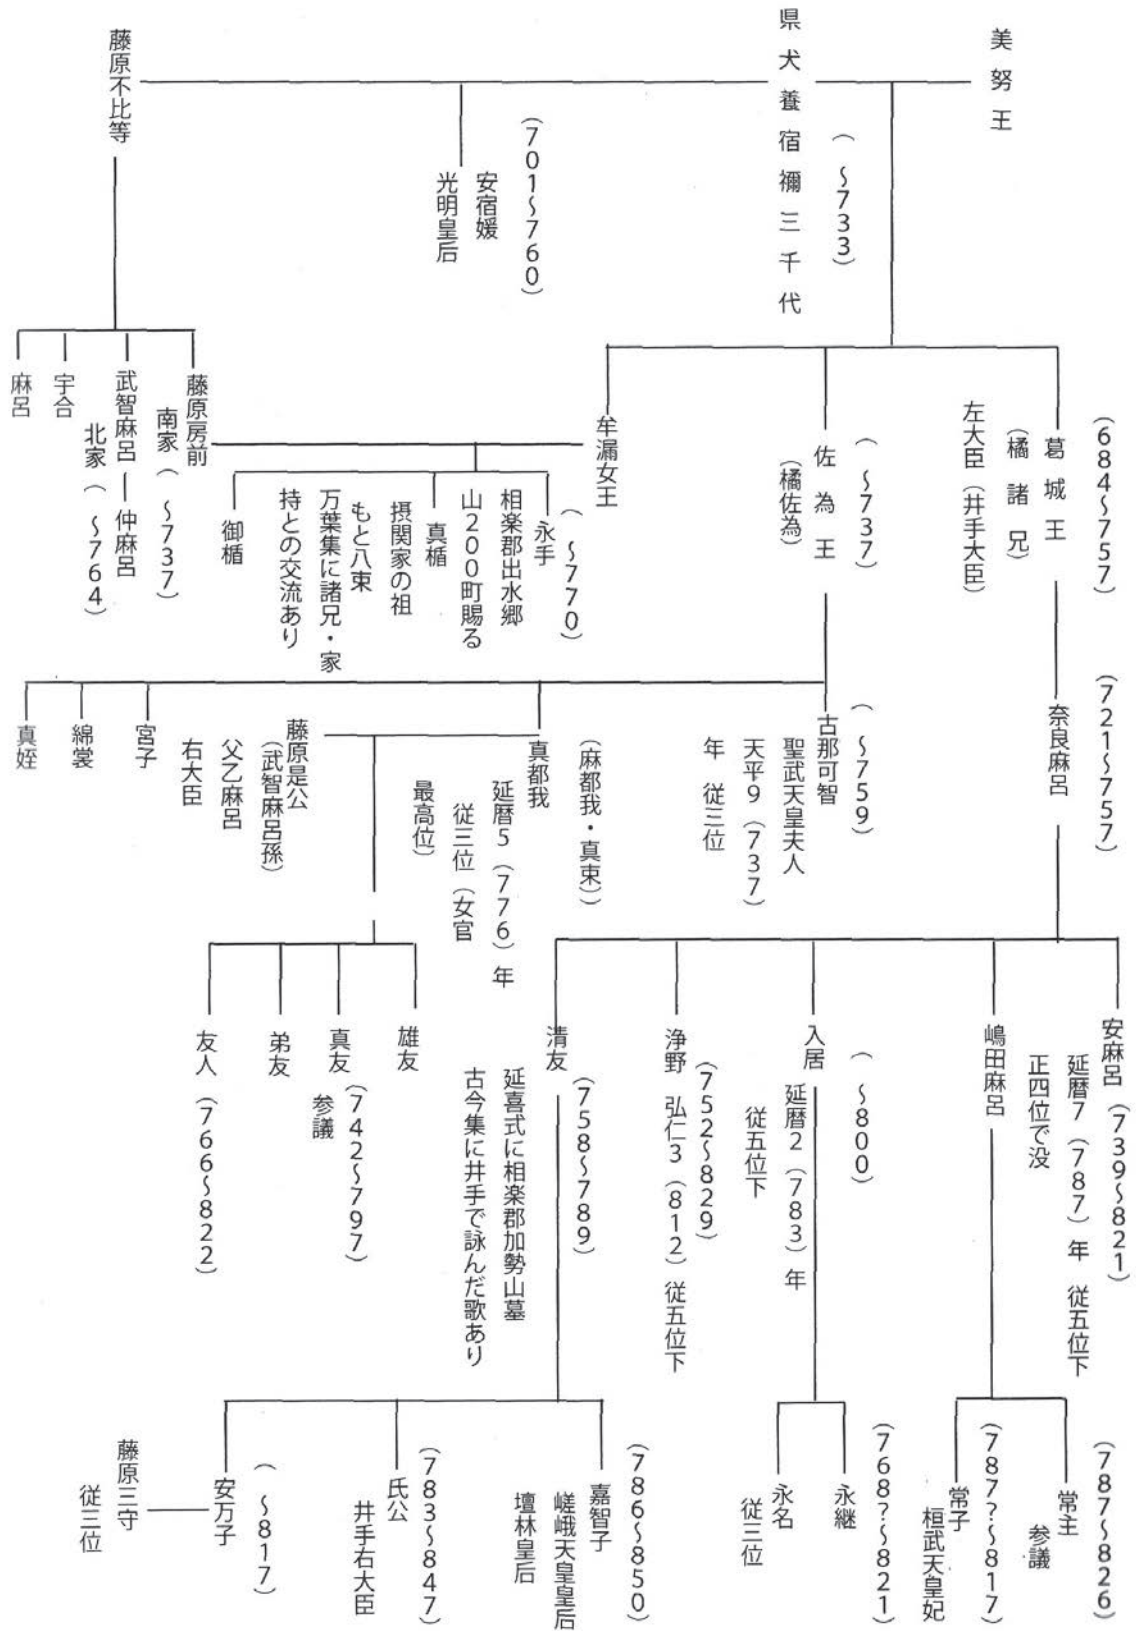 美努王
県犬養宿禰三千代
(　～733)
藤原不比等
(701～760)
安宿媛
光明皇后
(684～757)
葛城王
(橘諸兄)
左大臣(井手大臣)
(　～737)
佐為王
(橘佐為)
牟漏女王
藤原房前
南家(　～737)
武智麻呂
仲麻呂
北家(　～764)
宇合
麻呂
(　～770)
永手
相楽郡出水郷
山200町賜る
真楯
摂関家の祖
もと八束
万葉集に諸兄・家
持との交流あり
御楯
(721～757)
奈良麻呂
(　～759)
古那可智
聖武天皇夫人
天平9(737)
年　従三位
(麻都我・真束))
真都我
延暦5(776)年
従三位(女官
最高位)
藤原是公
(武智麻呂孫)
父乙麻呂
右大臣
宮子
綿裳
真姪
安麻呂(739～821)
延暦7(787)年　従五位下
正四位で没
嶋田麻呂
(　～800)
入居
延暦2(783)年
従五位下
(752～829)
浄野　弘仁3(812)従五位下
(758～789)
清友
延喜式に相楽郡加勢山墓
古今集に井手で詠んだ歌あり
雄友
(742～797)
真友
参議
弟友
友人(766～822)
(787～826)
常主
参議
(787?～817)
常子
桓武天皇妃
(768?～821)
永継
永名
従三位
(786～850)
嘉智子
嵯峨天皇皇后
壇林皇后
(783～847)
氏公
井手右大臣
(　～817)
安万子
藤原三守
従三位